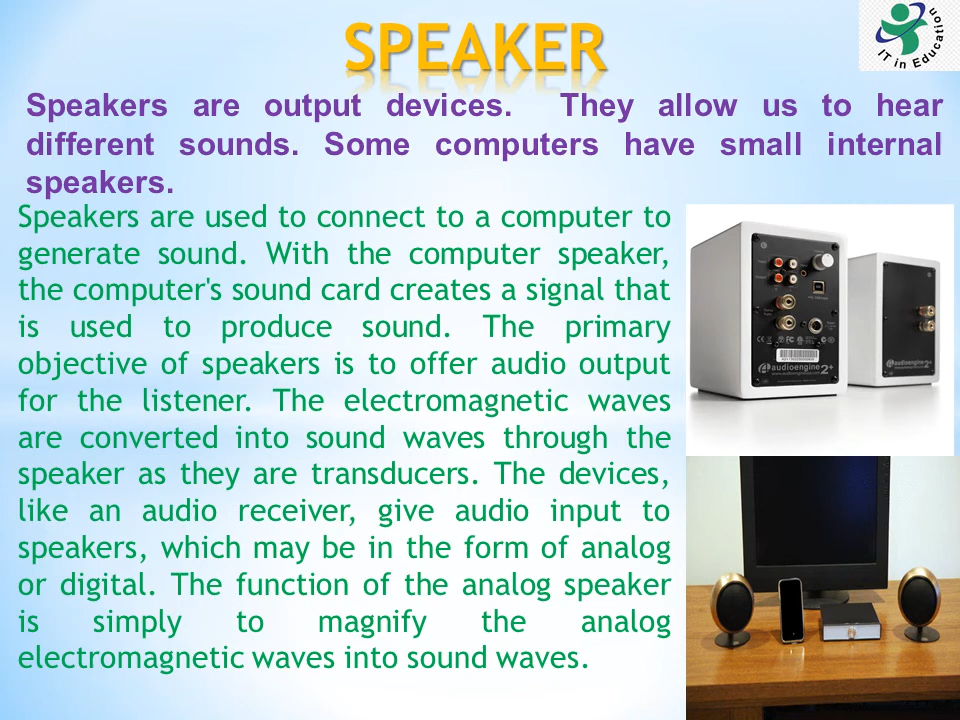 SPEAKER
IT in Education
Speakers are output devices. They allow us to hear
different sounds. Some computers have small internal
speakers.
Speakers are used to connect to a computer to
generate sound. With the computer speaker,
the computer's sound card creates a signal that
is used to produce sound. The primary
objective of speakers is to offer audio output
for the listener. The electromagnetic waves
are converted into sound waves through the
speaker as they are transducers. The devices,
like an audio receiver, give audio input to
speakers, which may be in the form of analog
or digital. The function of the analog speaker
is simply to magnify the analog
electromagnetic waves into sound waves.
audioengine 2+
audioengine 2+